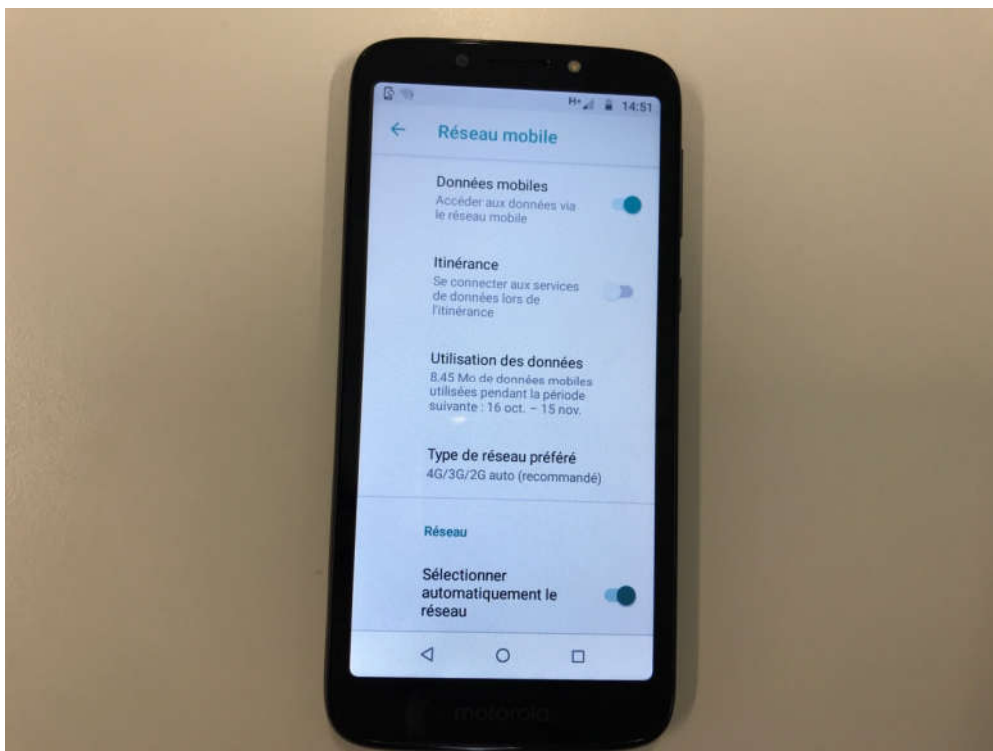 H+ 14:51
Réseau mobile
Données mobiles
Accéder aux données via
le réseau mobile
Itinérance
Se connecter aux services
de données lors de
l'itinérance
Utilisation des données
8.45 Mo de données mobiles
utilisées pendant la période
suivante : 16 oct. – 15 nov.
Type de réseau préféré
4G/3G/2G auto (recommandé)
Réseau
Sélectionner
automatiquement le
réseau
motorola